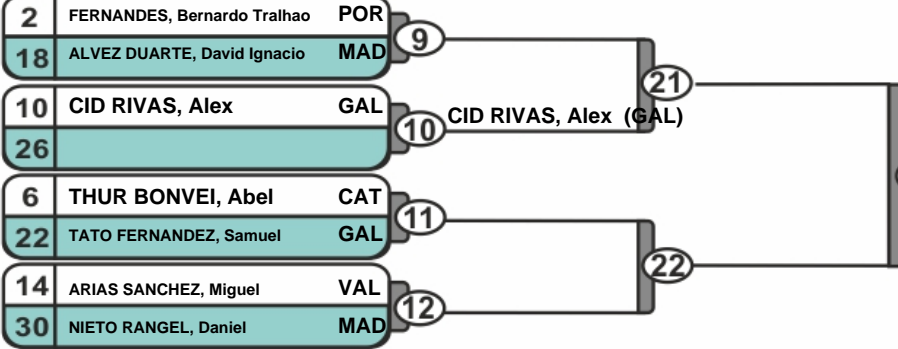 2 FERNANDES, Bernardo Tralhao POR
9
18 ALVEZ DUARTE, David Ignacio MAD
21
10 CID RIVAS, Alex GAL
10 CID RIVAS, Alex (GAL)
26
6 THUR BONVEI, Abel CAT
11
22 TATO FERNANDEZ, Samuel GAL
22
14 ARIAS SANCHEZ, Miguel VAL
12
30 NIETO RANGEL, Daniel MAD